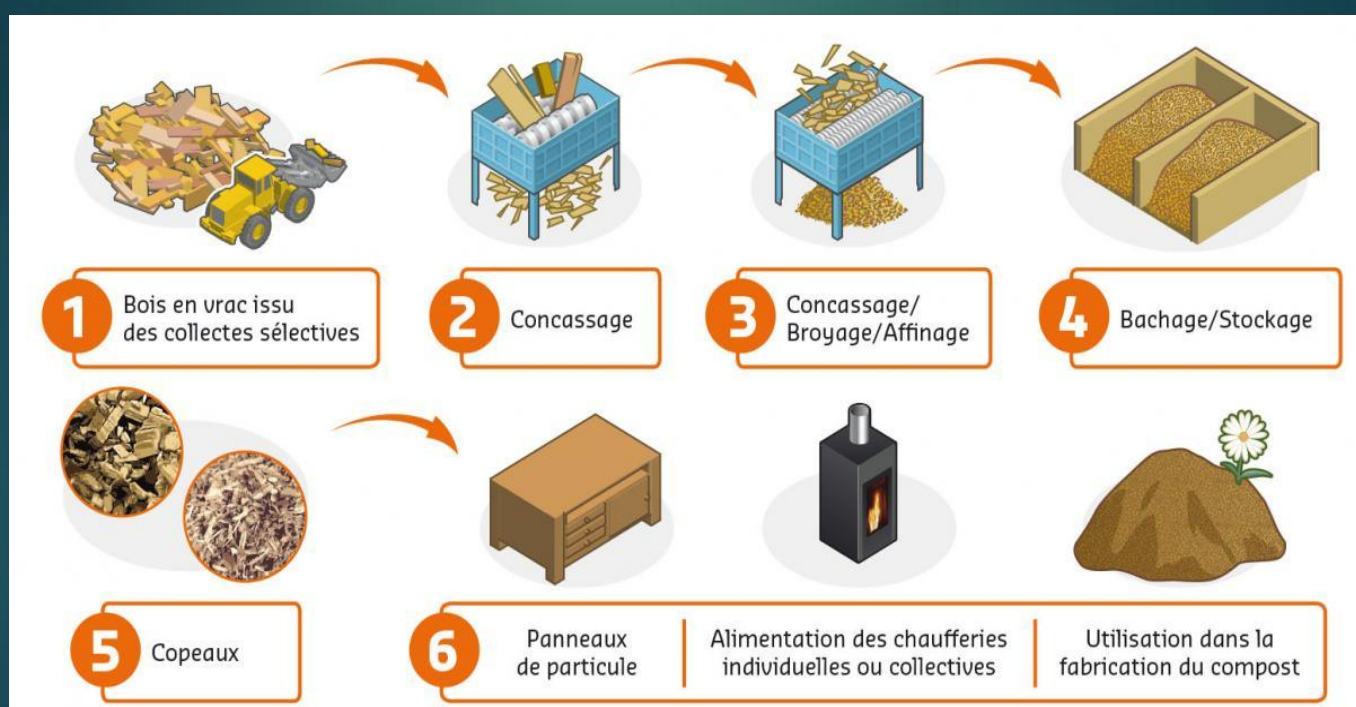 1
Bois en vrac issu
des collectes sélectives
2
Concassage
3
Concassage/
Broyage/Affinage
4
Bachage/Stockage
5
Copeaux
6
Panneaux
de particule
Alimentation des chaufferies
individuelles ou collectives
Utilisation dans la
fabrication du compost